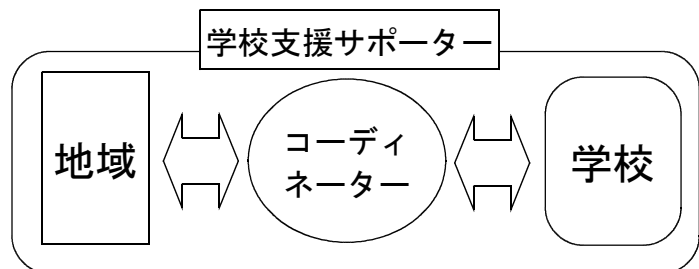 学校支援サポーター
地域
コーディ
ネーター
学校